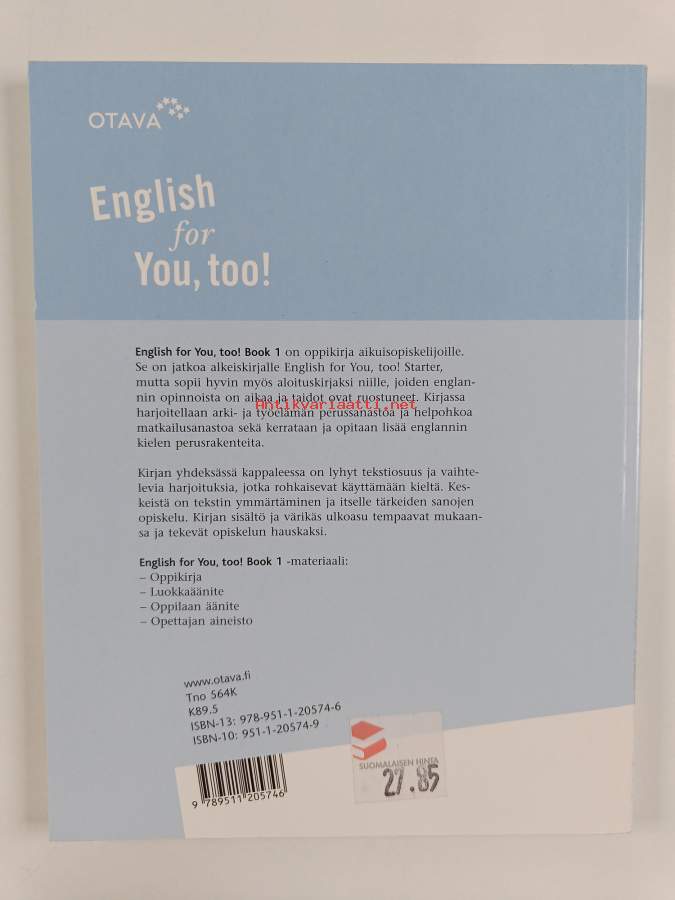 OTAVA
English
for
You, too!
English for You, too! Book 1 on oppikirja aikuisopiskelijoille.
Se on jatkoa alkeiskirjalle English for You, too! Starter,
mutta sopii hyvin myös aloituskirjaksi niille, joiden englan-
nin opinnoista on aikaa ja taidot ovat ruostuneet. Kirjassa
Antikvariaatti.net
harjoitellaan arki- ja työelämän perussanastoa ja helpohkoa
matkailusanastoa sekä kerrataan ja opitaan lisää englannin
kielen perusrakenteita.
Kirjan yhdeksässä kappaleessa on lyhyt tekstiosuus ja vaihte-
levia harjoituksia, jotka rohkaisevat käyttämään kieltä. Kes-
keistä on tekstin ymmärtäminen ja itselle tärkeiden sanojen
opiskelu. Kirjan sisältö ja värikäs ulkoasu tempaavat mukaan-
sa ja tekevät opiskelun hauskaksi.
English for You, too! Book 1 -materiaali:
– Oppikirja
– Luokkaäänite
– Oppilaan äänite
– Opettajan aineisto
www.otava.fi
Tno 564K
K89.5
ISBN-13: 978-951-1-20574-6
ISBN-10: 951-1-20574-9
9 789511 205746
SUOMALAISEN HINTA
27.85